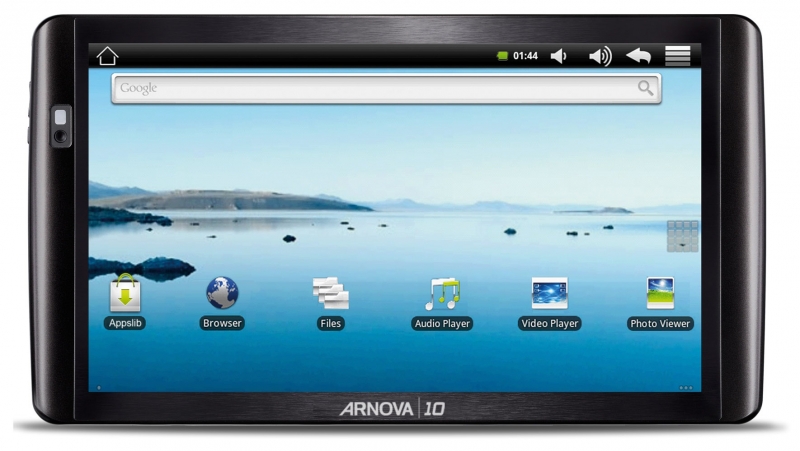 01:44
Google
Appslib
Browser
Files
Audio Player
Video Player
Photo Viewer
ARNOVA 10